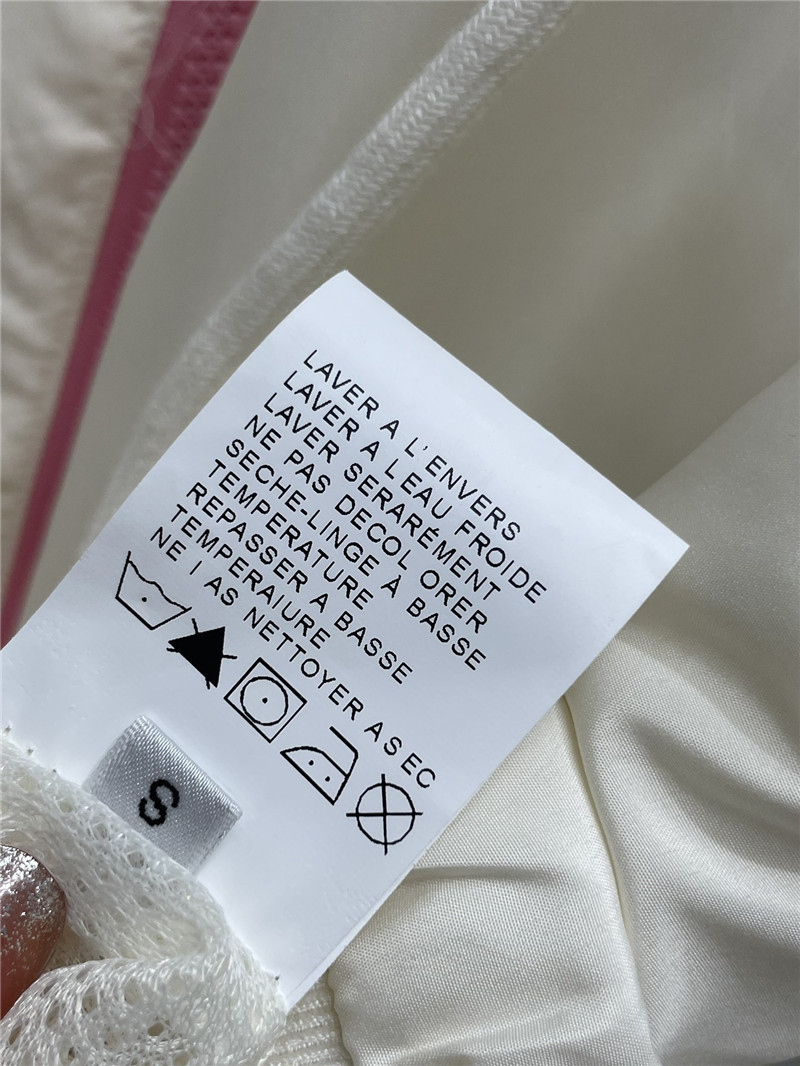 LAVER A L'ENVERS
LAVER A L'EAU FROIDE
LAVER SERARÉMENT
NE PAS DECOL ORER
SECHE-LINGE À BASSE
TEMPERATURE
REPASSER A BASSE
TEMPERAIURE
NE I AS NETTOYER A S EC
S